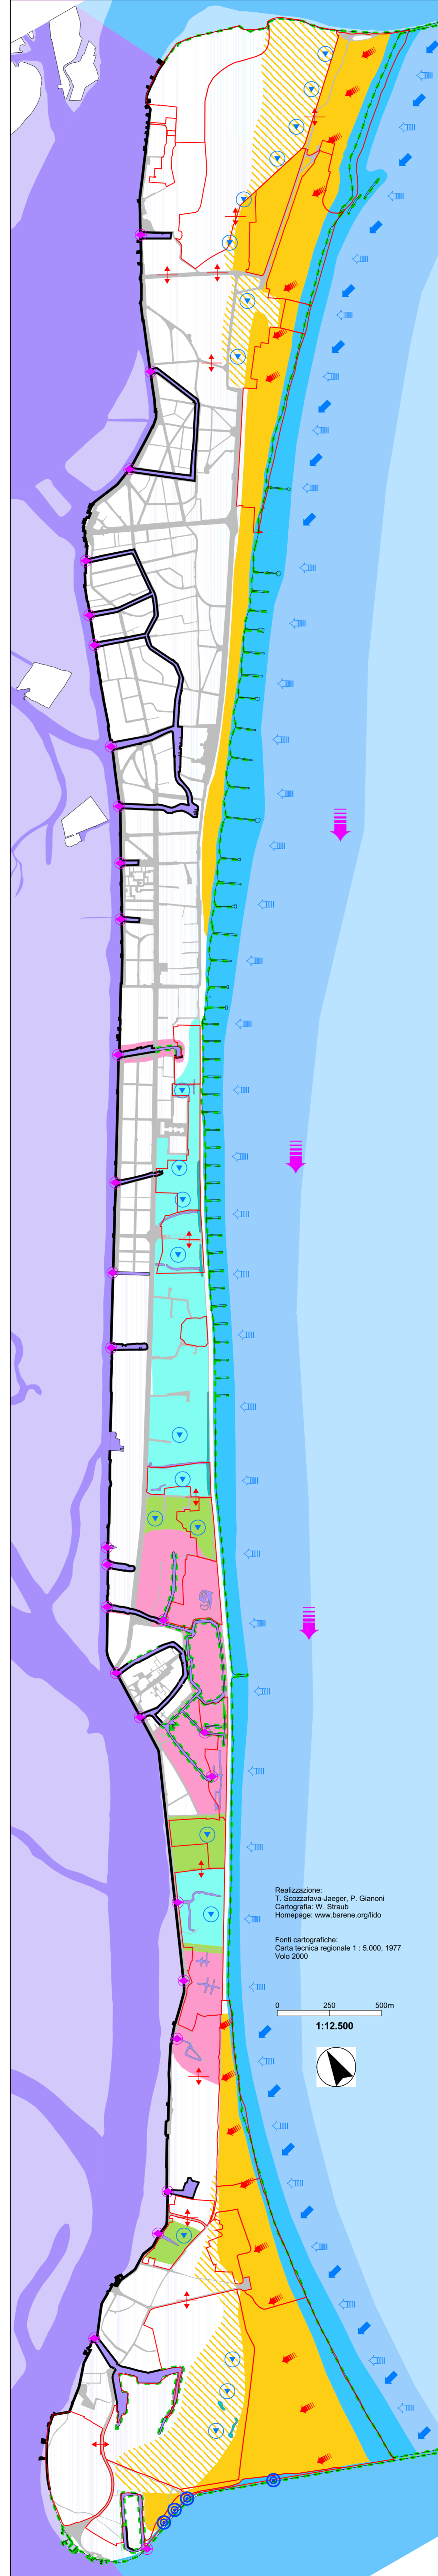 Realizzazione:
T. Scozzafava-Jaeger, P. Gianoni
Cartografia: W. Straub
Homepage: www.barene.org/lido
Fonti cartografiche:
Carta tecnica regionale 1 : 5.000, 1977
Volo 2000
0 250 500m
1:12.500